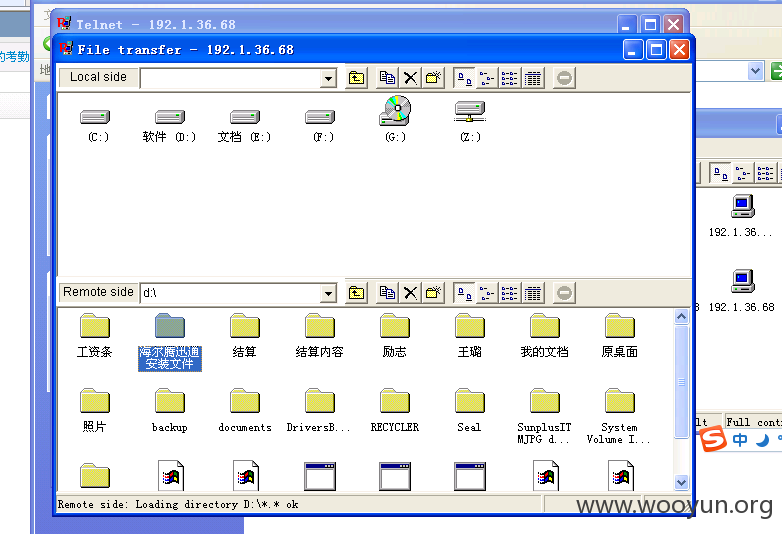 Telnet - 192.1.36.68
File transfer - 192.1.36.68
的考勤
Local side
(C:)
软件 (D:)
文档 (E:)
(F:)
(G:)
(Z:)
192.1.36...
Remote side
d:\
8 192.1.36.68
工资条
海尔腾迅通
安装文件
结算
结算内容
励志
王璐
我的文档
原桌面
照片
backup
documents
DriversB...
RECYCLER
Seal
SunplusIT
MJPG d...
System
Volume I...
lt
Full cont
中
Remote side: Loading directory D:\*.* ok
www.wooyun.org